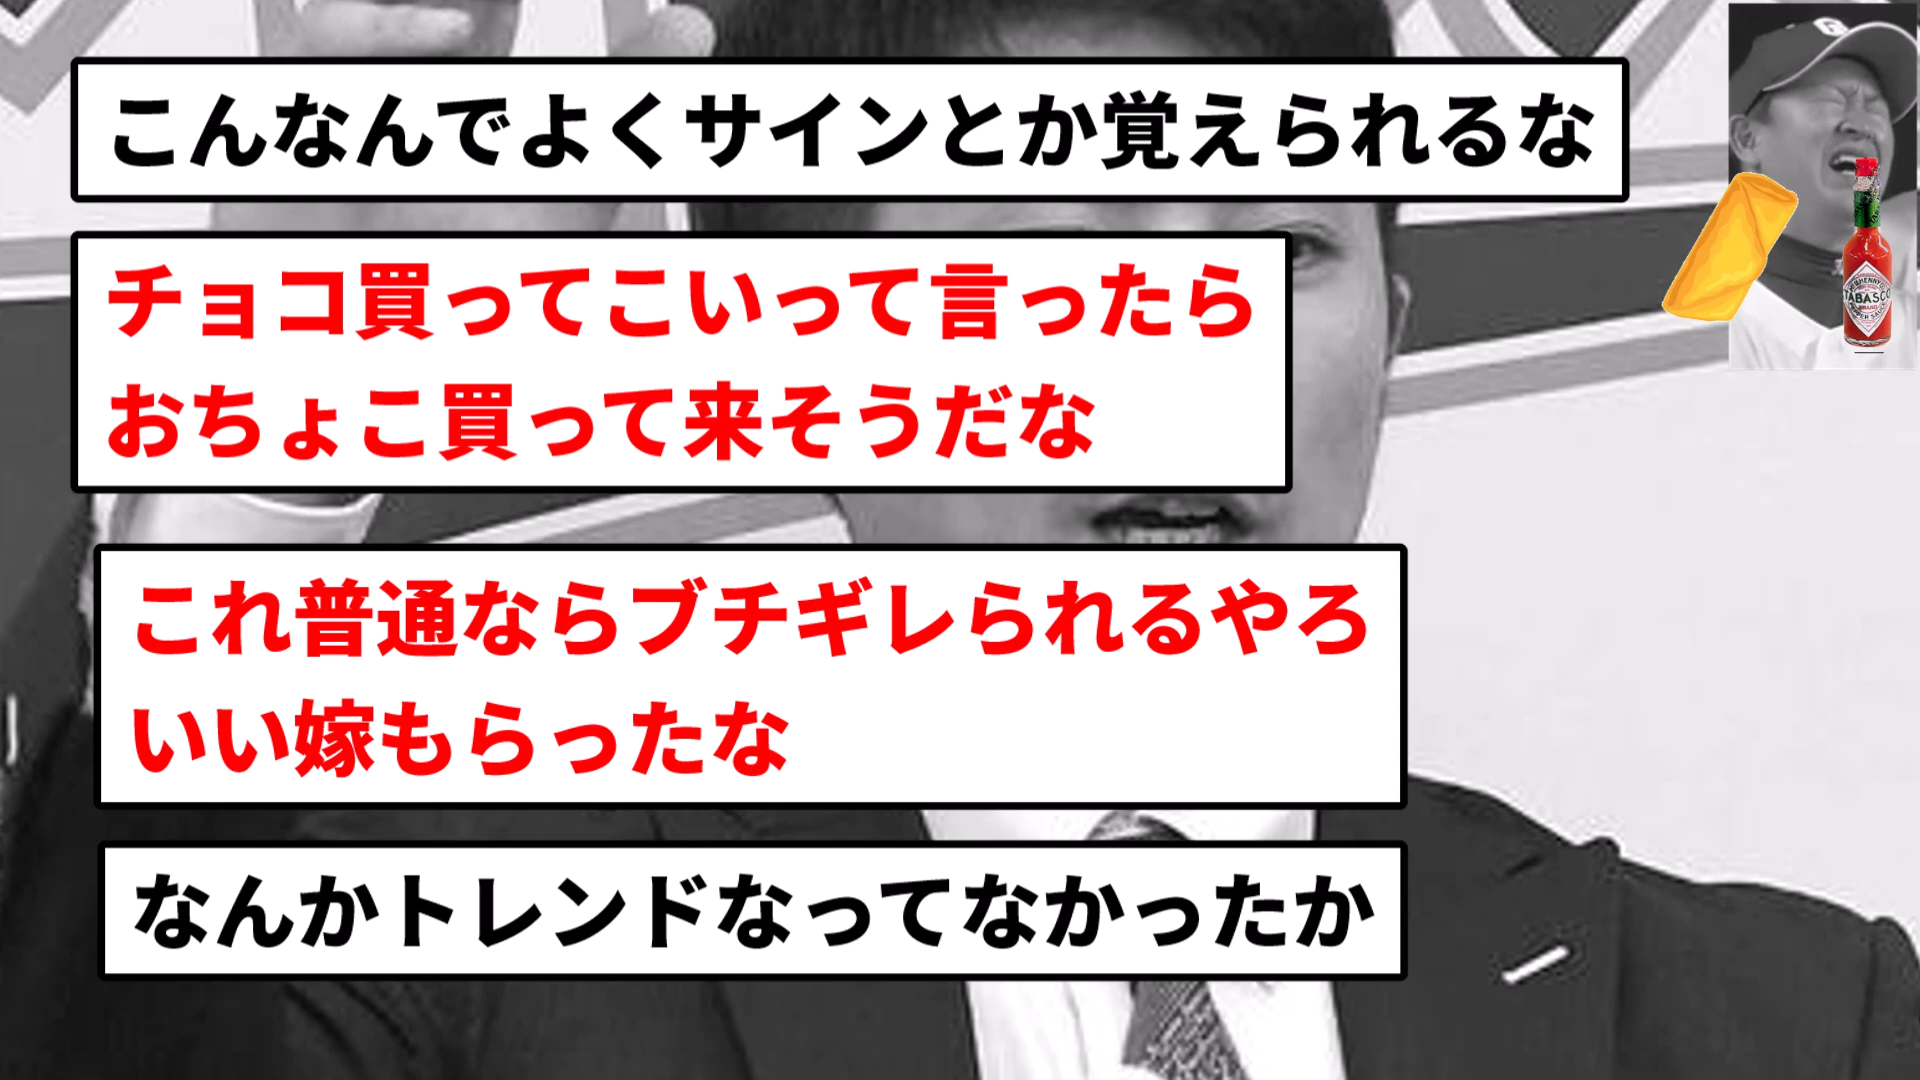 こんなんでよくサインとか覚えられるな
チョコ買ってこいって言ったら
おちょこ買って来そうだな
これ普通ならブチギレられるやろ
いい嫁もらったな
なんかトレンドなってなかったか
G
TABASCO